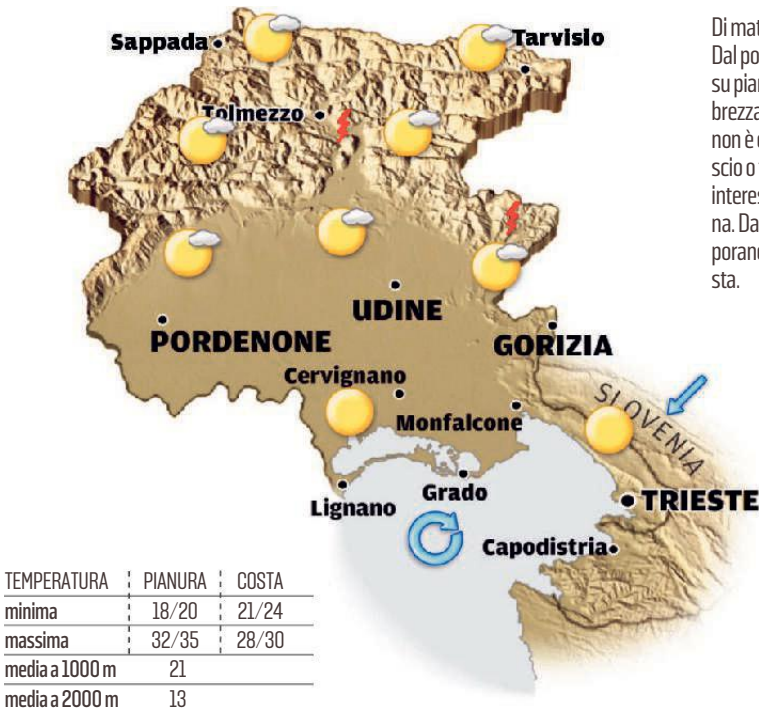 Sappada
Tarvisio
Tolmezzo
UDINE
PORDENONE
GORIZIA
Cervignano
Monfalcone
SLOVENIA
Lignano
Grado
TRIESTE
Capodistria
TEMPERATURA PIANURA COSTA
minima 18/20 21/24
massima 32/35 28/30
media a 1000 m 21
media a 2000 m 13
Di mat
Dal po
su pian
brezza
non è
scio o
interes
na. Da
poran
sta.